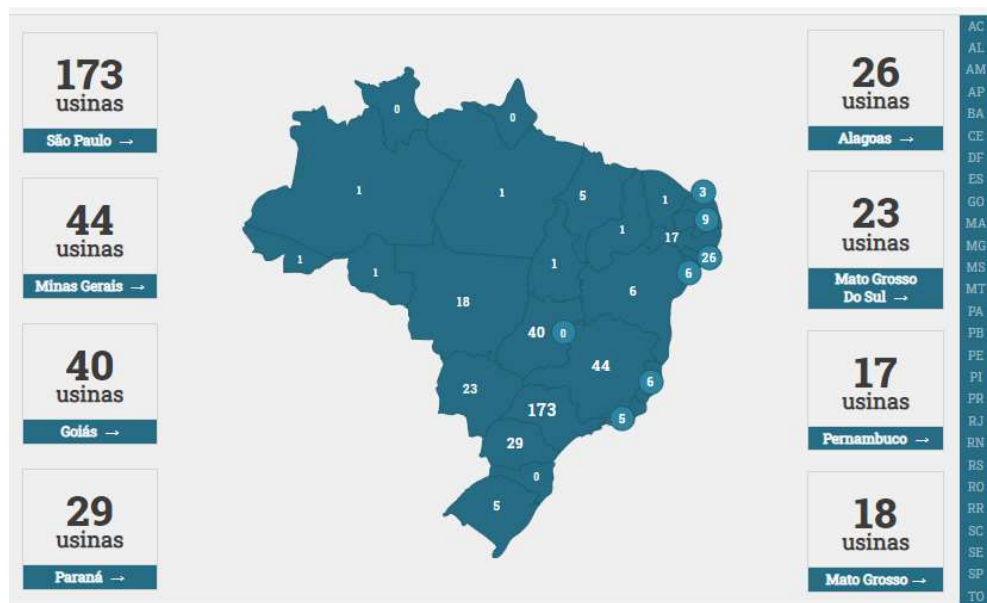 173
usinas
São Paulo →
44
usinas
Minas Gerais →
40
usinas
Goiás →
29
usinas
Paraná →
0
0
1
1
5
1
3
9
1
17
26
6
1
1
1
18
6
40
0
44
23
6
173
5
29
0
5
26
usinas
Alagoas →
23
usinas
Mato Grosso
Do Sul →
17
usinas
Pernambuco →
18
usinas
Mato Grosso →
AC
AL
AM
AP
BA
CE
DF
ES
GO
MA
MG
MS
MT
PA
PB
PE
PI
PR
RJ
RN
RS
RO
RR
SC
SE
SP
TO